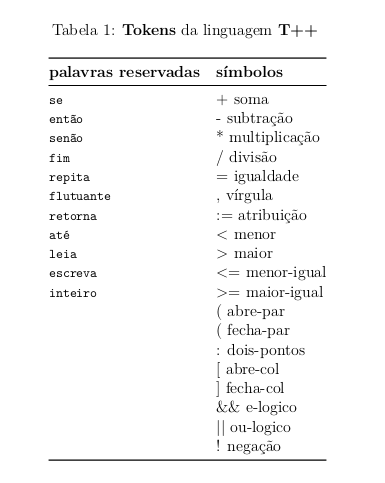 Tabela 1: Tokens da linguagem T++
palavras reservadas símbolos
se + soma
então - subtração
senão * multiplicação
fim / divisão
repita = igualdade
flutuante , vírgula
retorna := atribuição
até < menor
leia > maior
escreva <= menor-igual
inteiro >= maior-igual
( abre-par
( fecha-par
: dois-pontos
[ abre-col
] fecha-col
&& e-logico
|| ou-logico
! negação